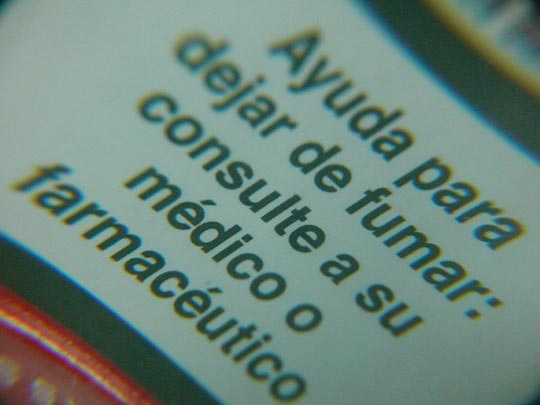 Ayuda para
dejar de fumar:
consulte a su
médico o
farmacéutico